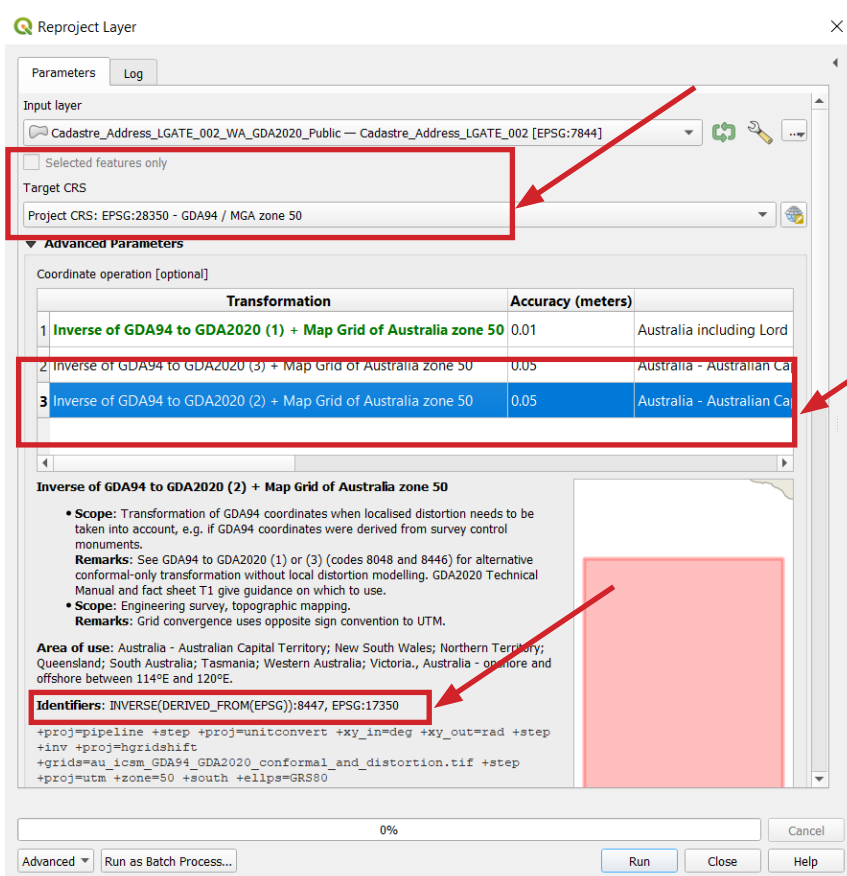 Reproject Layer
Parameters
Log
Input layer
Cadastre_Address_LGATE_002_WA_GDA2020_Public — Cadastre_Address_LGATE_002 [EPSG:7844]
Selected features only
Target CRS
Project CRS: EPSG:28350 - GDA94 / MGA zone 50
Advanced Parameters
Coordinate operation [optional]
Transformation Accuracy (meters)
1 Inverse of GDA94 to GDA2020 (1) + Map Grid of Australia zone 50 0.01 Australia including Lord
2 Inverse of GDA94 to GDA2020 (3) + Map Grid of Australia zone 50 0.05 Australia - Australian Cap
3 Inverse of GDA94 to GDA2020 (2) + Map Grid of Australia zone 50 0.05 Australia - Australian Cap
Inverse of GDA94 to GDA2020 (2) + Map Grid of Australia zone 50
• Scope: Transformation of GDA94 coordinates when localised distortion needs to be
taken into account, e.g. if GDA94 coordinates were derived from survey control
monuments.
Remarks: See GDA94 to GDA2020 (1) or (3) (codes 8048 and 8446) for alternative
conformal-only transformation without local distortion modelling. GDA2020 Technical
Manual and fact sheet T1 give guidance on which to use.
• Scope: Engineering survey, topographic mapping.
Remarks: Grid convergence uses opposite sign convention to UTM.
Area of use: Australia - Australian Capital Territory; New South Wales; Northern Territory;
Queensland; South Australia; Tasmania; Western Australia; Victoria., Australia - onshore and
offshore between 114°E and 120°E.
Identifiers: INVERSE(DERIVED_FROM(EPSG)):8447, EPSG:17350
+proj=pipeline +step +proj=unitconvert +xy_in=deg +xy_out=rad +step
+inv +proj=hgridshift
+grids=au_icsm_GDA94_GDA2020_conformal_and_distortion.tif +step
+proj=utm +zone=50 +south +ellps=GRS80
0%
Cancel
Advanced
Run as Batch Process...
Run
Close
Help